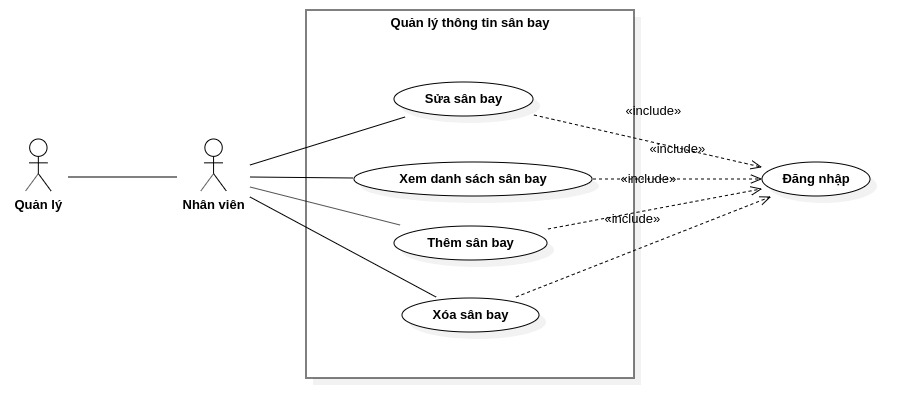 Quản lý thông tin sân bay
Sửa sân bay
«include»
«include»
Xem danh sách sân bay
«include»
Đăng nhập
Quản lý
Nhân viên
«include»
Thêm sân bay
Xóa sân bay